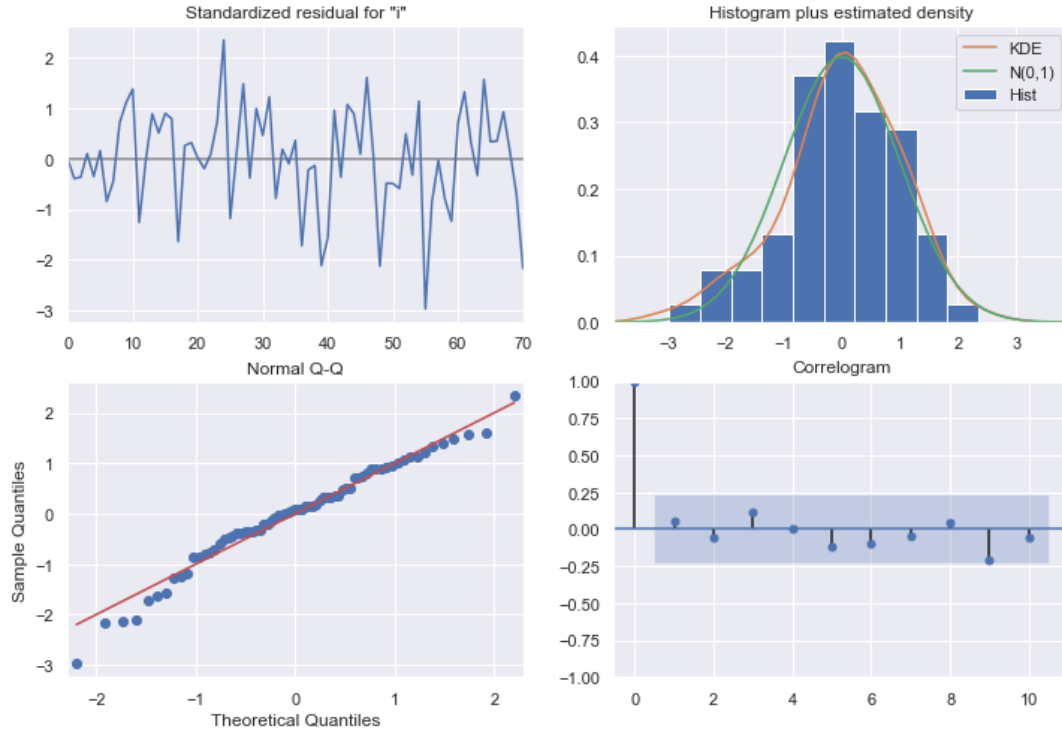 Standardized residual for "i"
2
1
0
−1
−2
−3
0 10 20 30 40 50 60 70
Histogram plus estimated density
KDE
N(0,1)
Hist
0.4
0.3
0.2
0.1
0.0
−3 −2 −1 0 1 2 3
Normal Q-Q
Sample Quantiles
2
1
0
−1
−2
−3
−2 −1 0 1 2
Theoretical Quantiles
Correlogram
1.00
0.75
0.50
0.25
0.00
−0.25
−0.50
−0.75
−1.00
0 2 4 6 8 10